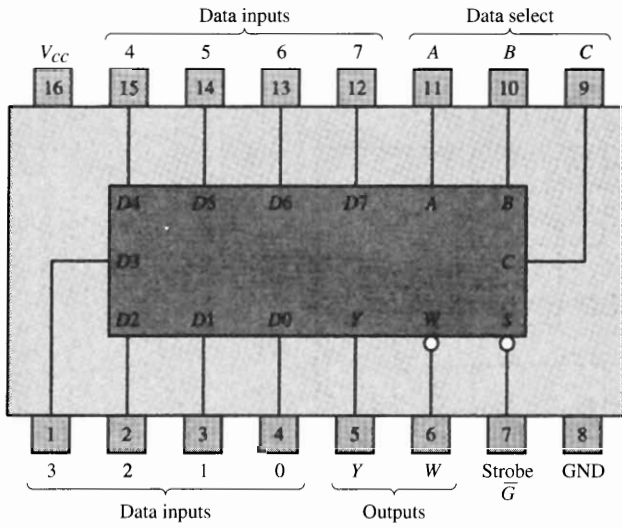 Data inputs Data select
V_CC 4 5 6 7 A B C
16 15 14 13 12 11 10 9
D4 D5 D6 D7 A B
D3 C
D2 D1 D0 Y W S
1 2 3 4 5 6 7 8
3 2 1 0 Y W Strobe GND
G̅
Data inputs Outputs